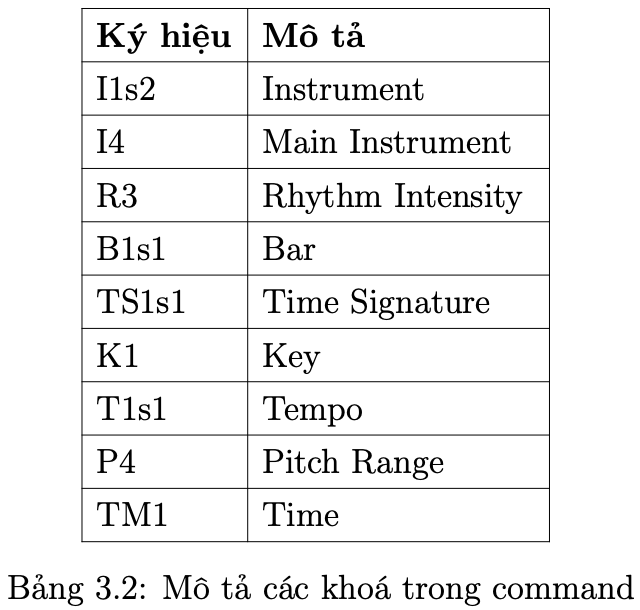 Ký hiệu Mô tả
I1s2 Instrument
I4 Main Instrument
R3 Rhythm Intensity
B1s1 Bar
TS1s1 Time Signature
K1 Key
T1s1 Tempo
P4 Pitch Range
TM1 Time
Bảng 3.2: Mô tả các khoá trong command